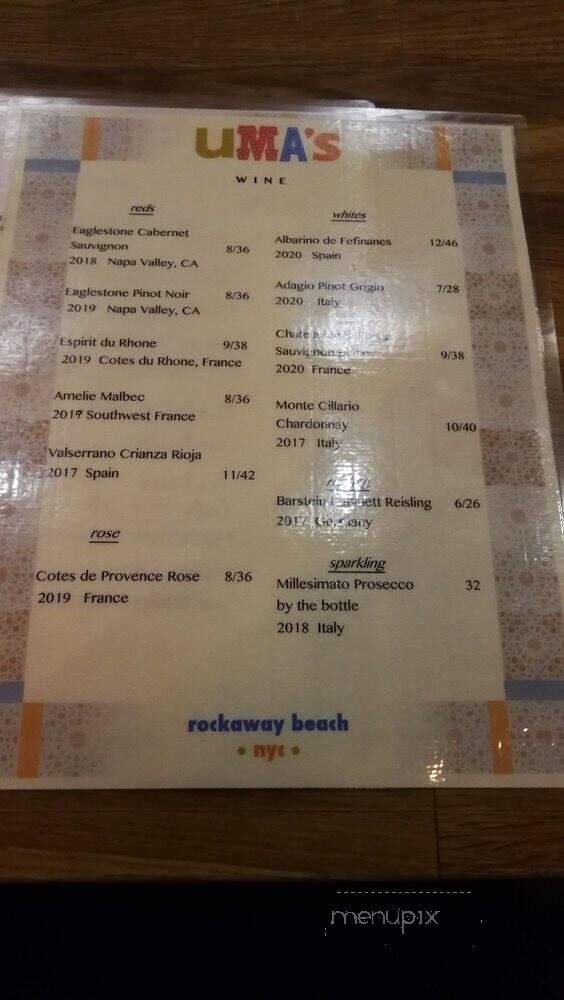 UMA'S
WINE
reds
Eaglestone Cabernet
Sauvignon 8/36
2018 Napa Valley, CA
Eaglestone Pinot Noir 8/36
2019 Napa Valley, CA
Espirit du Rhone 9/38
2019 Cotes du Rhone, France
Amelie Malbec 8/36
2019 Southwest France
Valserrano Crianza Rioja
2017 Spain 11/42
rose
Cotes de Provence Rose 8/36
2019 France
whites
Albarino de Fefinanes 12/46
2020 Spain
Adagio Pinot Grigio 7/28
2020 Italy
Sauvignon 9/38
2020 France
Monte Cillario
Chardonnay 10/40
2017 Italy
Barstein Reisling 6/26
2017 Germany
sparkling
Millesimato Prosecco 32
by the bottle
2018 Italy
rockaway beach
• nyc •
menupix